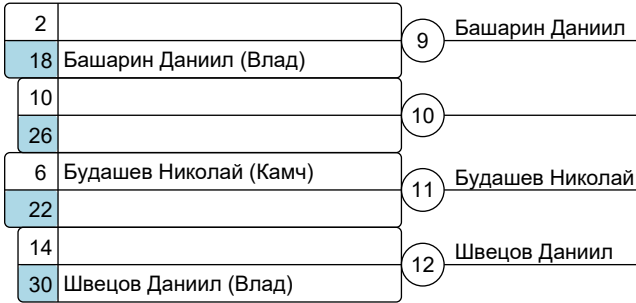 2
18 Башарин Даниил (Влад)
9 Башарин Даниил
10
26
10
6 Будашев Николай (Камч)
22
11 Будашев Николай
14
30 Швецов Даниил (Влад)
12 Швецов Даниил